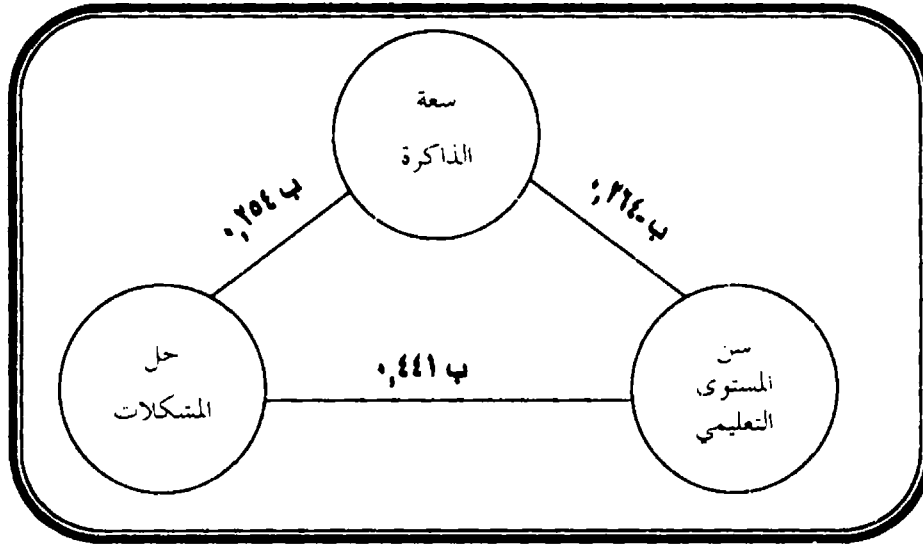 سعة
الذاكرة
ب ٠,٢٥٤
ب-٠,٢٦٤
حل
المشكلات
ب ٠,٤٤١
سن
المستوى
التعليمي